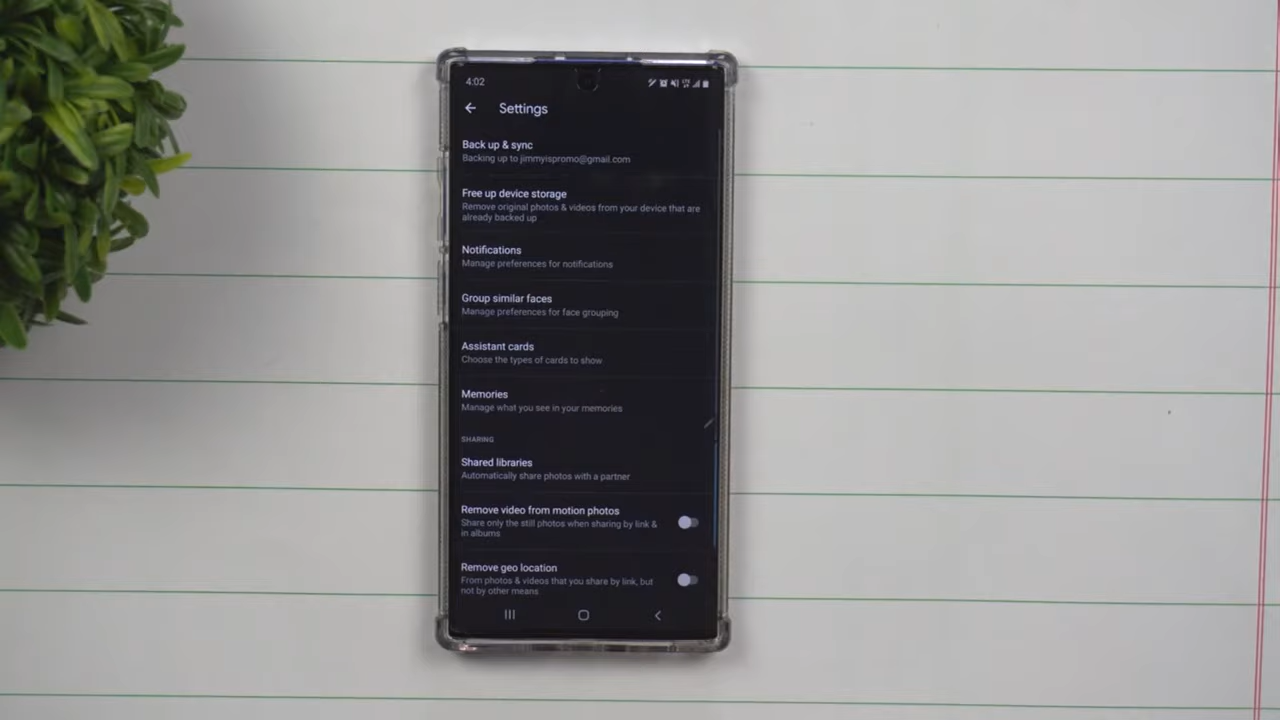 4:02
Settings
Back up & sync
Backing up to jimmyispromo@gmail.com
Free up device storage
Remove original photos & videos from your device that are
already backed up
Notifications
Manage preferences for notifications
Group similar faces
Manage preferences for face grouping
Assistant cards
Choose the types of cards to show
Memories
Manage what you see in your memories
SHARING
Shared libraries
Automatically share photos with a partner
Remove video from motion photos
Share only the still photos when sharing by link &
in albums
Remove geo location
From photos & videos that you share by link, but
not by other means